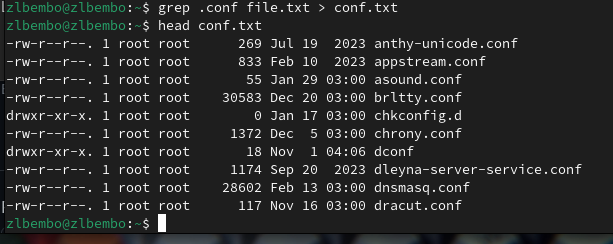 zlbembo@zlbembo:~$ grep .conf file.txt > conf.txt
zlbembo@zlbembo:~$ head conf.txt
-rw-r--r--. 1 root root       269 Jul 19  2023 anthy-unicode.conf
-rw-r--r--. 1 root root       833 Feb 10  2023 appstream.conf
-rw-r--r--. 1 root root        55 Jan 29 03:00 asound.conf
-rw-r--r--. 1 root root     30583 Dec 20 03:00 brltty.conf
drwxr-xr-x. 1 root root         0 Jan 17 03:00 chkconfig.d
-rw-r--r--. 1 root root      1372 Dec  5 03:00 chrony.conf
drwxr-xr-x. 1 root root        18 Nov  1 04:06 dconf
-rw-r--r--. 1 root root      1174 Sep 20  2023 dleyna-server-service.conf
-rw-r--r--. 1 root root     28602 Feb 13 03:00 dnsmasq.conf
-rw-r--r--. 1 root root       117 Nov 16 03:00 dracut.conf
zlbembo@zlbembo:~$